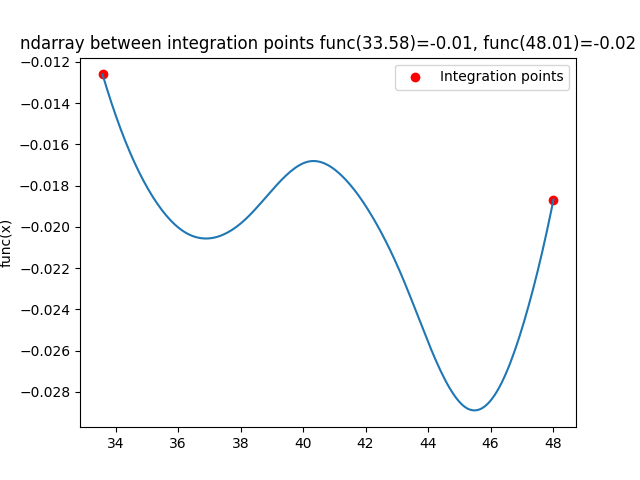 ndarray between integration points func(33.58)=-0.01, func(48.01)=-0.02
Integration points
func(x)
−0.012
−0.014
−0.016
−0.018
−0.020
−0.022
−0.024
−0.026
−0.028
34 36 38 40 42 44 46 48